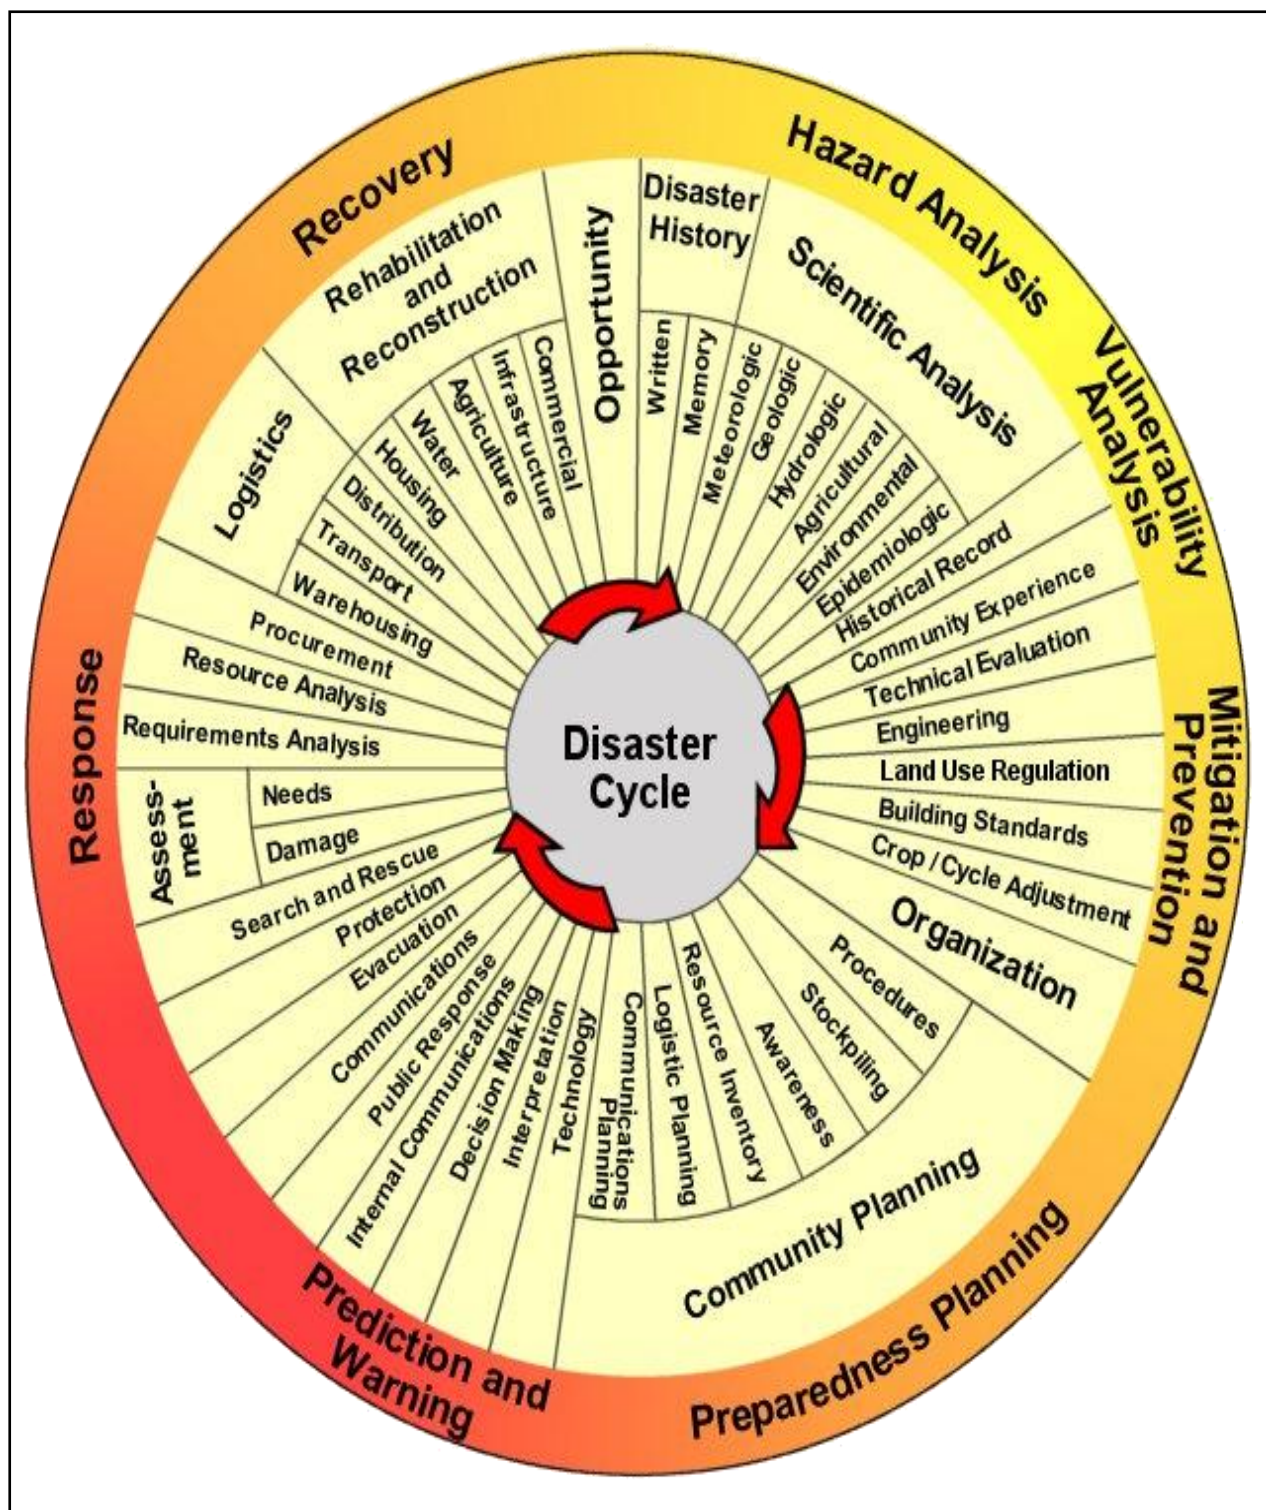 Disaster
Cycle
Hazard Analysis
Disaster
History
Written
Memory
Scientific Analysis
Meteorologic
Geologic
Hydrologic
Agricultural
Environmental
Epidemiologic
Vulnerability
Analysis
Historical Record
Community Experience
Technical Evaluation
Mitigation and
Prevention
Engineering
Land Use Regulation
Building Standards
Crop / Cycle Adjustment
Preparedness Planning
Organization
Community Planning
Procedures
Stockpiling
Awareness
Resource Inventory
Logistic Planning
Communications
Planning
Prediction and
Warning
Technology
Interpretation
Decision Making
Internal Communications
Public Response
Communications
Response
Evacuation
Protection
Search and Rescue
Assess-
ment
Damage
Needs
Requirements Analysis
Resource Analysis
Procurement
Logistics
Warehousing
Transport
Distribution
Recovery
Rehabilitation
and
Reconstruction
Housing
Water
Agriculture
Infrastructure
Commercial
Opportunity